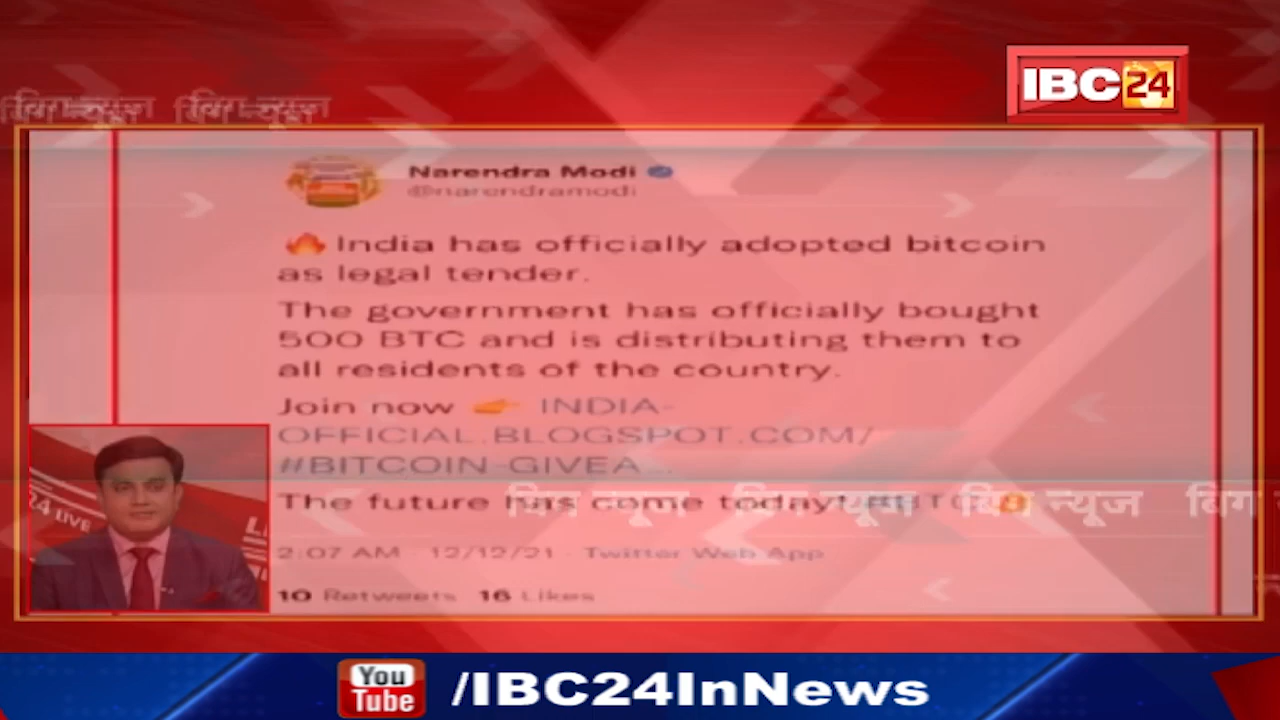 IBC24
बिग न्यूज बिग न्यूज
Narendra Modi
@narendramodi
🔥 India has officially adopted bitcoin
as legal tender.
The government has officially bought
500 BTC and is distributing them to
all residents of the country.
Join now 👉 INDIA-
OFFICIAL.BLOGSPOT.COM/
#BITCOIN-GIVEA...
The future has come today!
बिग न्यूज बिग न्यूज बिग न्यूज बिग
24 LIVE
2:07 AM · 12/12/21 · Twitter Web App
10 Retweets 16 Likes
You
Tube
/IBC24InNews